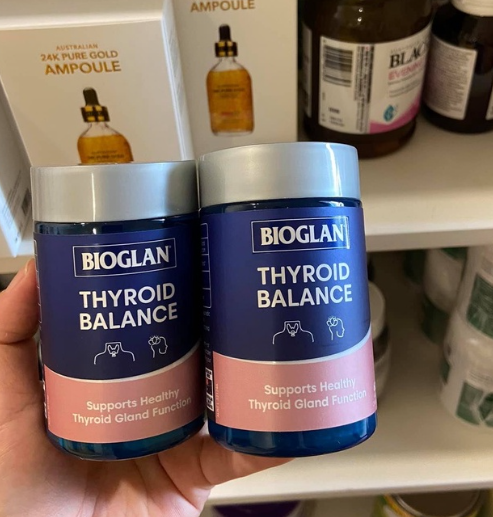 AMPOULE
AUSTRALIAN
24K PURE GOLD
AMPOULE
BIOGLAN
THYROID
BALANCE
Supports Healthy
Thyroid Gland Function
BIOGLAN
THYROID
BALANCE
Supports Healthy
Thyroid Gland Function